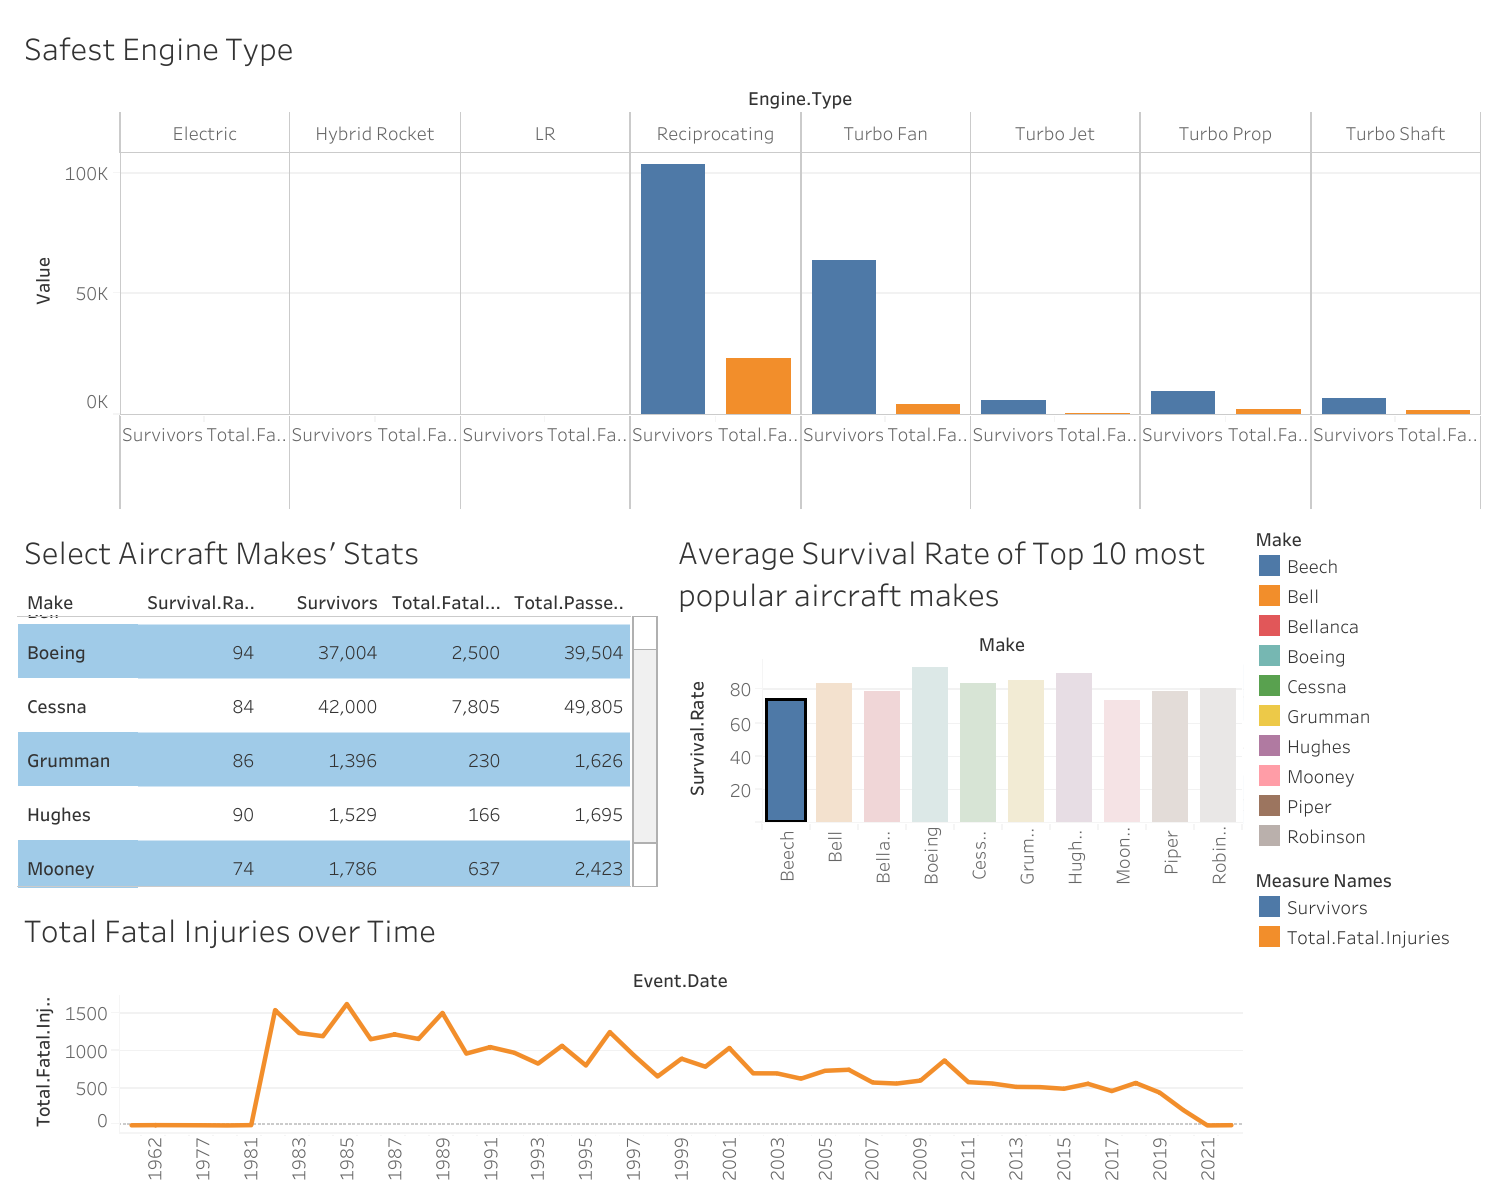 Safest Engine Type
Engine.Type
Electric Hybrid Rocket LR Reciprocating Turbo Fan Turbo Jet Turbo Prop Turbo Shaft
Value
100K
50K
0K
Survivors Total.Fa.. Survivors Total.Fa.. Survivors Total.Fa.. Survivors Total.Fa.. Survivors Total.Fa.. Survivors Total.Fa.. Survivors Total.Fa.. Survivors Total.Fa..
Select Aircraft Makes' Stats
Make Survival.Ra.. Survivors Total.Fatal... Total.Passe..
Boeing 94 37,004 2,500 39,504
Cessna 84 42,000 7,805 49,805
Grumman 86 1,396 230 1,626
Hughes 90 1,529 166 1,695
Mooney 74 1,786 637 2,423
Average Survival Rate of Top 10 most
popular aircraft makes
Make
Survival.Rate
80
60
40
20
Beech Bell Bella.. Boeing Cess.. Grum.. Hugh.. Moon.. Piper Robin..
Make
Beech
Bell
Bellanca
Boeing
Cessna
Grumman
Hughes
Mooney
Piper
Robinson
Measure Names
Survivors
Total.Fatal.Injuries
Total Fatal Injuries over Time
Event.Date
Total.Fatal.Inj..
1500
1000
500
0
1962 1977 1981 1983 1985 1987 1989 1991 1993 1995 1997 1999 2001 2003 2005 2007 2009 2011 2013 2015 2017 2019 2021